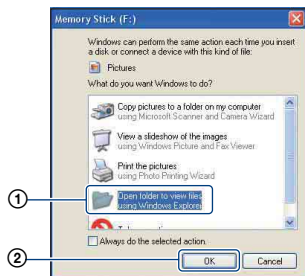 Memory Stick (F:)
Windows can perform the same action each time you insert
a disk or connect a device with this kind of file:
Pictures
What do you want Windows to do?
Copy pictures to a folder on my computer
using Microsoft Scanner and Camera Wizard
View a slideshow of the images
using Windows Picture and Fax Viewer
Print the pictures
using Photo Printing Wizard
① Open folder to view files
using Windows Explorer
Always do the selected action.
② OK Cancel